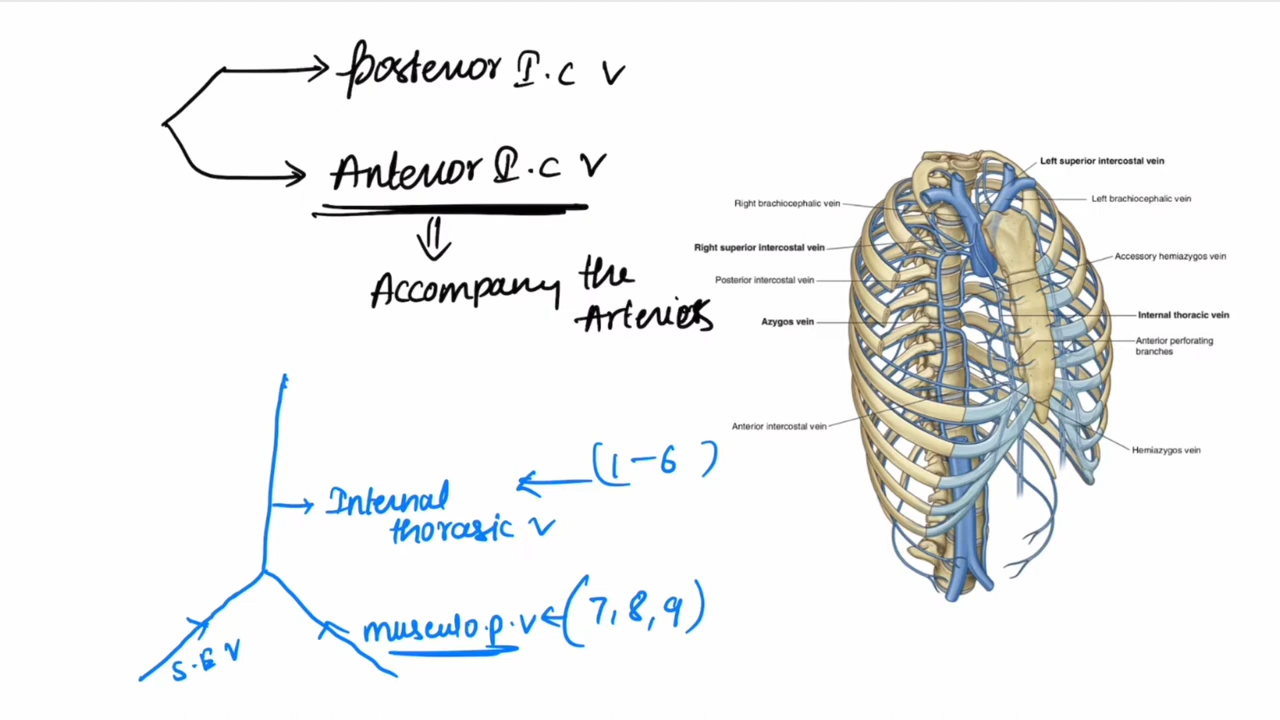 Posterior I.C V
Anterior I.C V
Accompany the
Arteries
(1-6)
Internal
thorasic V
musculo.p.V
(7,8,9)
S.E V
Left superior intercostal vein
Right brachiocephalic vein
Left brachiocephalic vein
Right superior intercostal vein
Accessory hemiazygos vein
Posterior intercostal vein
Azygos vein
Internal thoracic vein
Anterior perforating
branches
Anterior intercostal vein
Hemiazygos vein